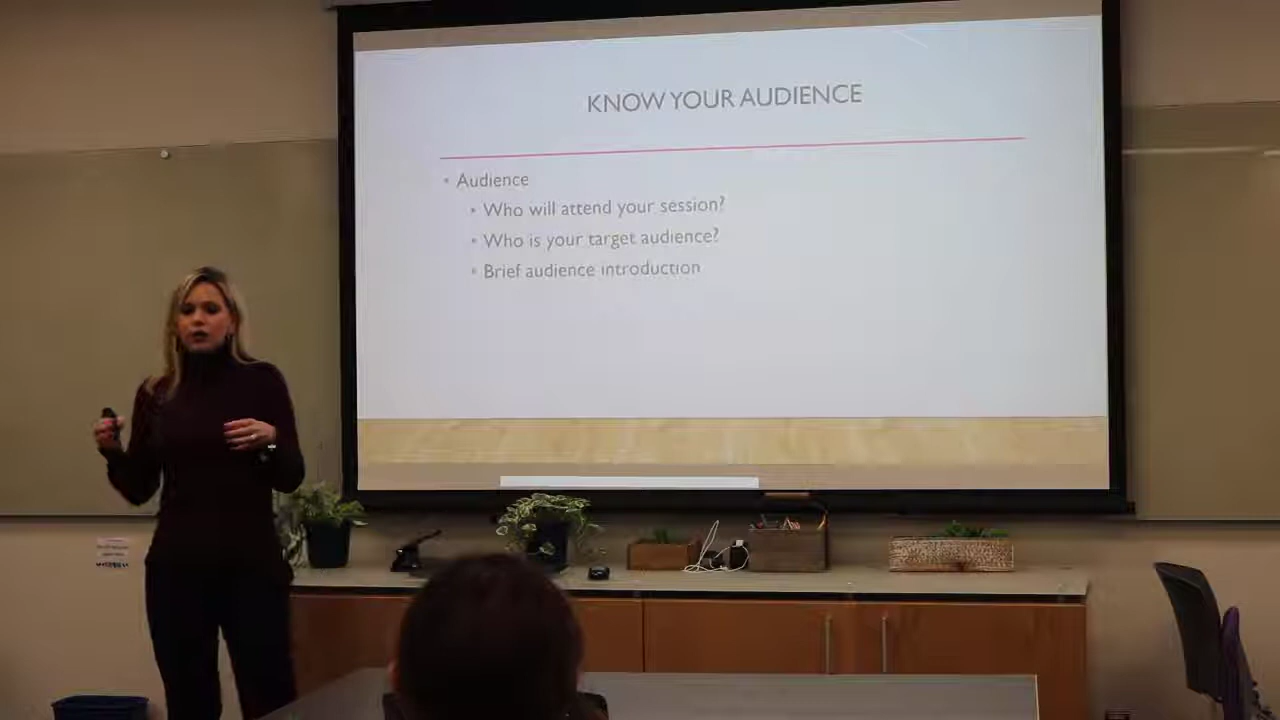 KNOW YOUR AUDIENCE
• Audience
• Who will attend your session?
• Who is your target audience?
• Brief audience introduction